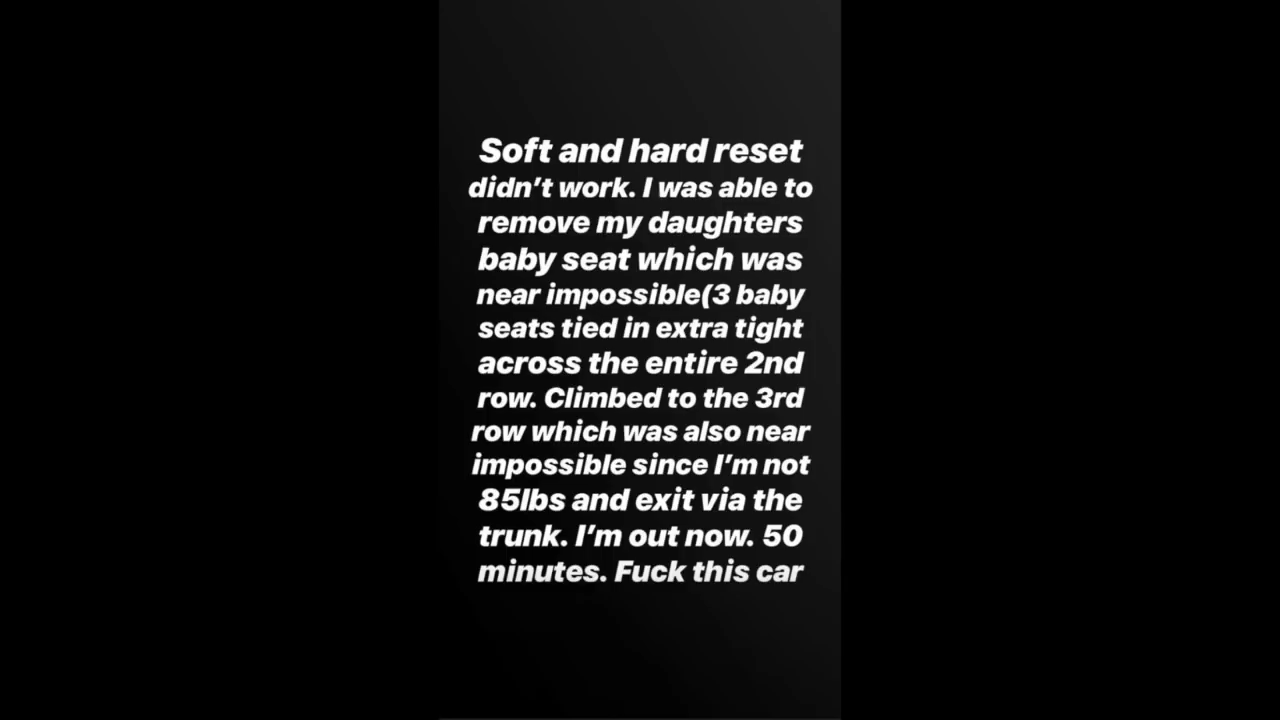 Soft and hard reset
didn't work. I was able to
remove my daughters
baby seat which was
near impossible(3 baby
seats tied in extra tight
across the entire 2nd
row. Climbed to the 3rd
row which was also near
impossible since I'm not
85lbs and exit via the
trunk. I'm out now. 50
minutes. Fuck this car